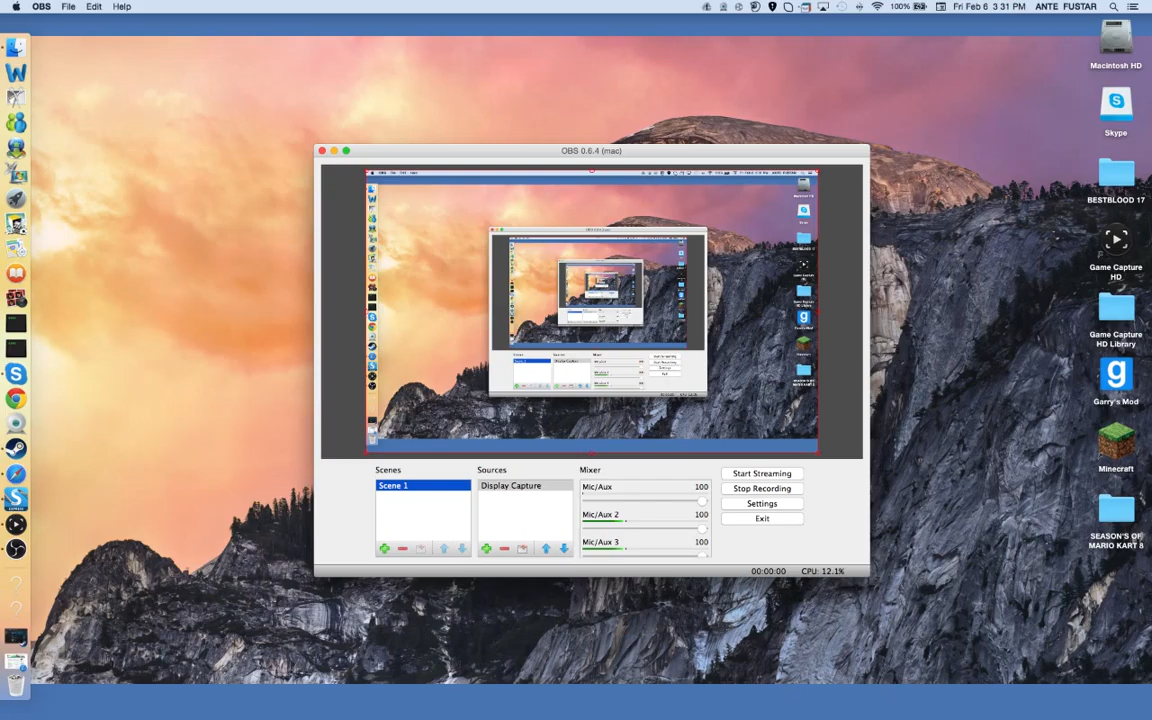 OBS File Edit Help
100% Fri Feb 6 3:31 PM ANTE FUSTAR
Macintosh HD
Skype
BESTBLOOD 17
Game Capture
HD
Game Capture
HD Library
Garry's Mod
Minecraft
SEASON'S OF
MARIO KART 8
OBS 0.6.4 (mac)
Scenes
Scene 1
Sources
Display Capture
Mixer
Mic/Aux 100
Mic/Aux 2 100
Mic/Aux 3 100
Start Streaming
Stop Recording
Settings
Exit
00:00:00 CPU: 12.1%